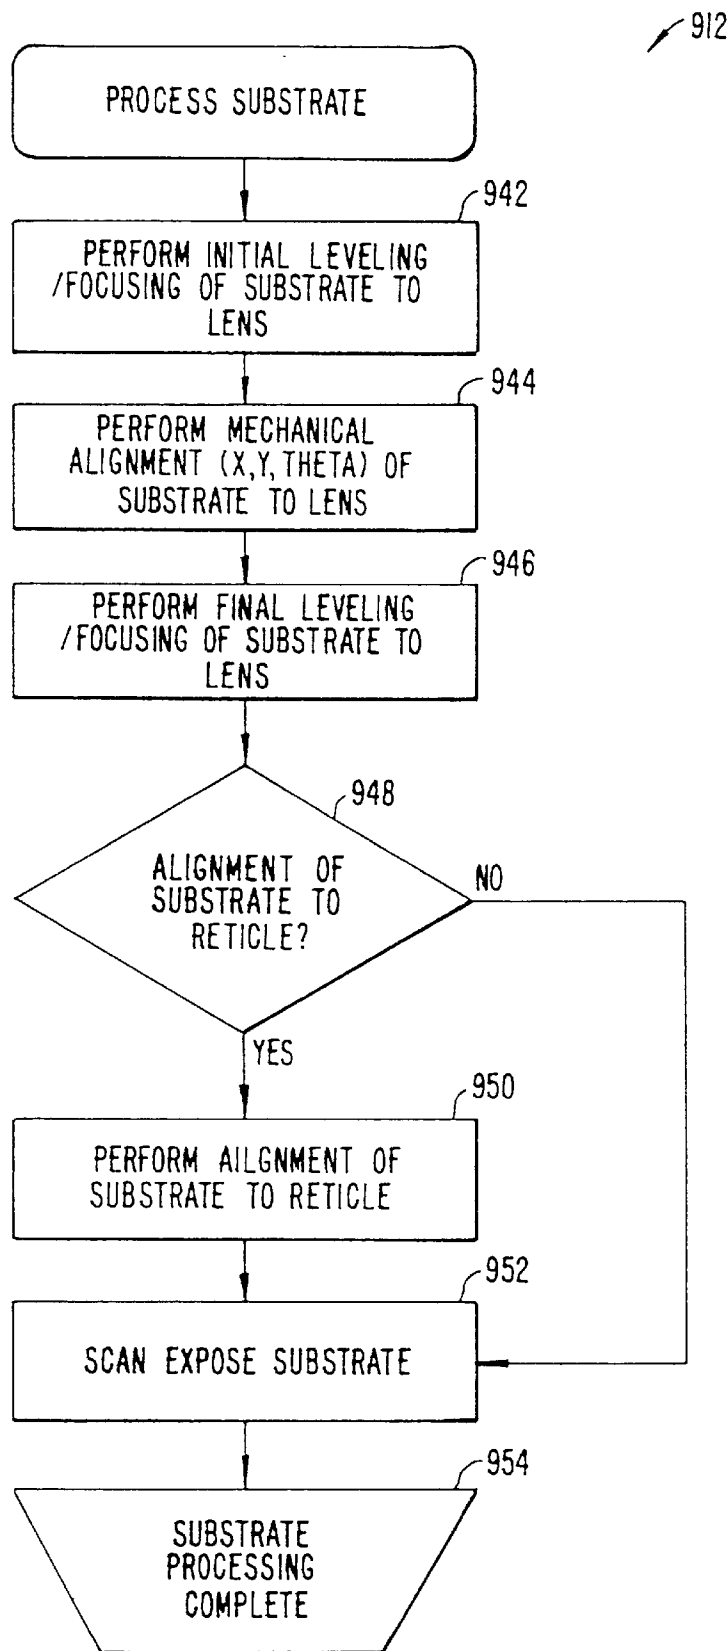 912
PROCESS SUBSTRATE
942
PERFORM INITIAL LEVELING
/FOCUSING OF SUBSTRATE TO
LENS
944
PERFORM MECHANICAL
ALIGNMENT (X,Y,THETA) OF
SUBSTRATE TO LENS
946
PERFORM FINAL LEVELING
/FOCUSING OF SUBSTRATE TO
LENS
948
ALIGNMENT OF
SUBSTRATE TO
RETICLE?
NO
YES
950
PERFORM AILGNMENT OF
SUBSTRATE TO RETICLE
952
SCAN EXPOSE SUBSTRATE
954
SUBSTRATE
PROCESSING
COMPLETE